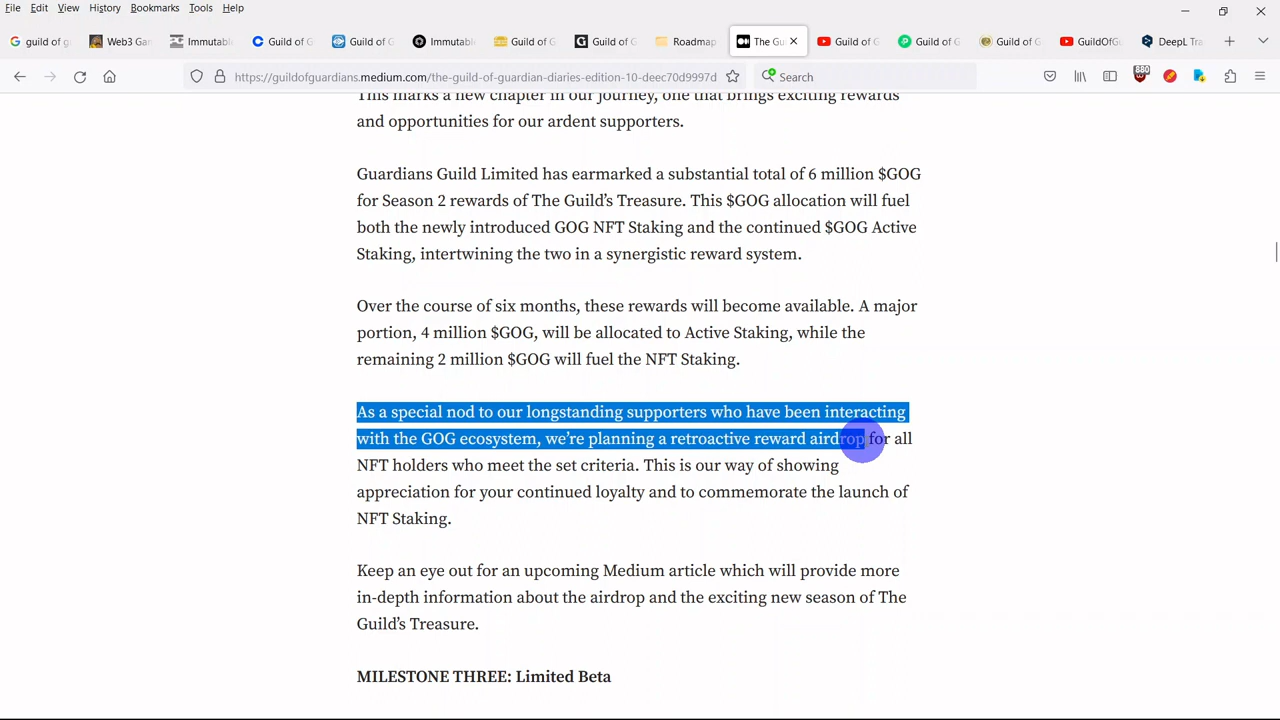 File Edit View History Bookmarks Tools Help
guild of g Web3 Gam Immutabl Guild of G Guild of G Immutabl Guild of G Guild of G Roadmap The Gu Guild of G Guild of G Guild of G GuildOfGu DeepL Tra
https://guildofguardians.medium.com/the-guild-of-guardian-diaries-edition-10-deec70d9997d Search 880
This marks a new chapter in our journey, one that brings exciting rewards
and opportunities for our ardent supporters.
Guardians Guild Limited has earmarked a substantial total of 6 million $GOG
for Season 2 rewards of The Guild’s Treasure. This $GOG allocation will fuel
both the newly introduced GOG NFT Staking and the continued $GOG Active
Staking, intertwining the two in a synergistic reward system.
Over the course of six months, these rewards will become available. A major
portion, 4 million $GOG, will be allocated to Active Staking, while the
remaining 2 million $GOG will fuel the NFT Staking.
As a special nod to our longstanding supporters who have been interacting
with the GOG ecosystem, we’re planning a retroactive reward airdrop for all
NFT holders who meet the set criteria. This is our way of showing
appreciation for your continued loyalty and to commemorate the launch of
NFT Staking.
Keep an eye out for an upcoming Medium article which will provide more
in-depth information about the airdrop and the exciting new season of The
Guild’s Treasure.
MILESTONE THREE: Limited Beta